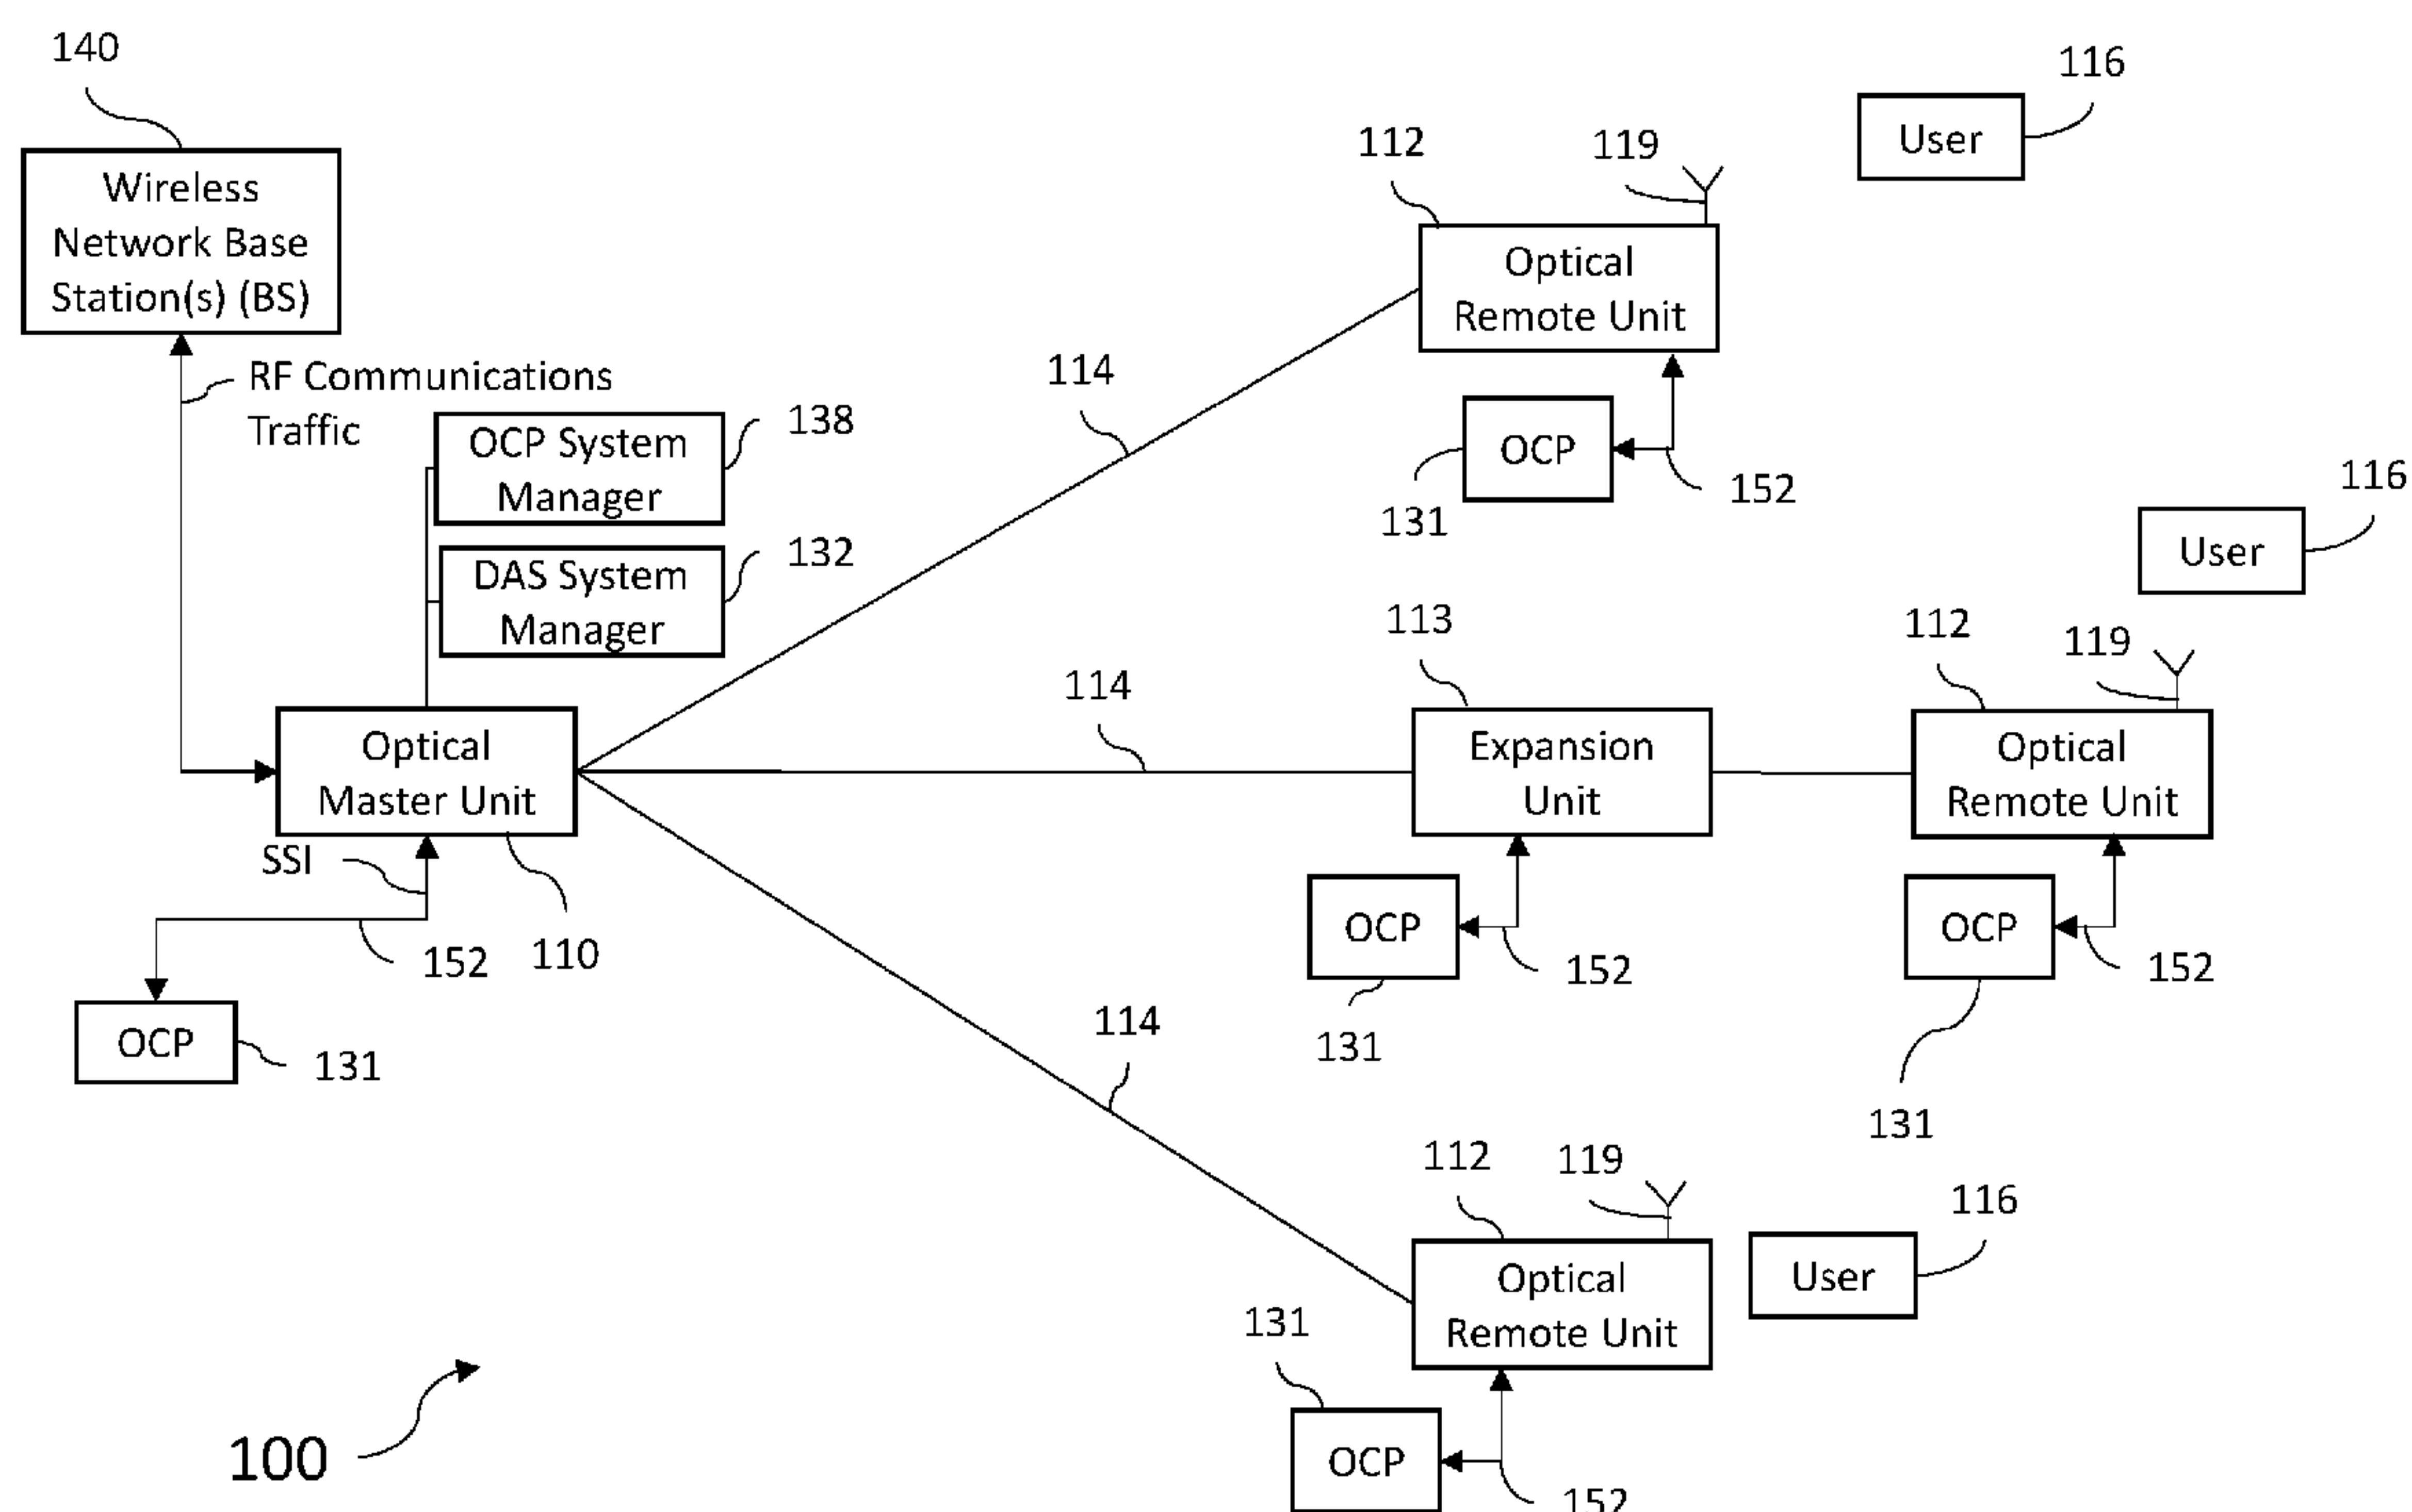 140
Wireless
Network Base
Station(s) (BS)
RF Communications
Traffic
OCP System
Manager
138
DAS System
Manager
132
Optical
Master Unit
SSI
152
110
OCP
131
114
112
119
Optical
Remote Unit
OCP
131
152
User
116
114
113
Expansion
Unit
OCP
131
152
User
116
112
119
Optical
Remote Unit
OCP
131
152
114
112
119
Optical
Remote Unit
User
116
131
OCP
152
100